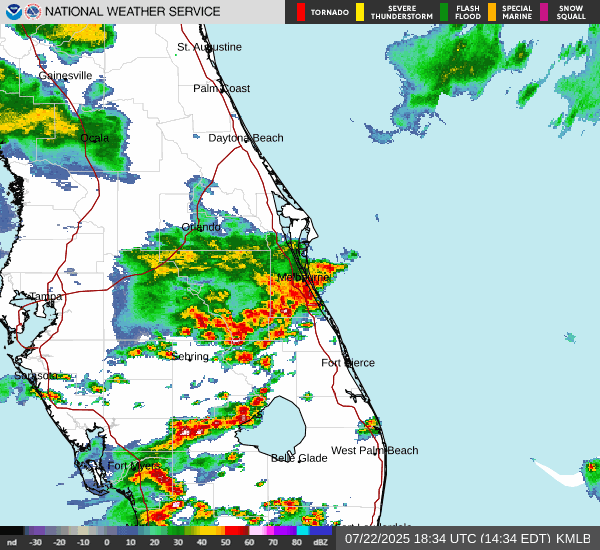 NATIONAL WEATHER SERVICE
TORNADO
SEVERE THUNDERSTORM
FLASH FLOOD
SPECIAL MARINE
SNOW SQUALL
St. Augustine
Gainesville
Palm Coast
Ocala
Daytona Beach
Orlando
Melbourne
Tampa
Sebring
Fort Pierce
Sarasota
West Palm Beach
Belle Glade
Fort Myers
nd -30 -20 -10 0 10 20 30 40 50 60 70 80 dBZ
07/22/2025 18:34 UTC (14:34 EDT) KMLB